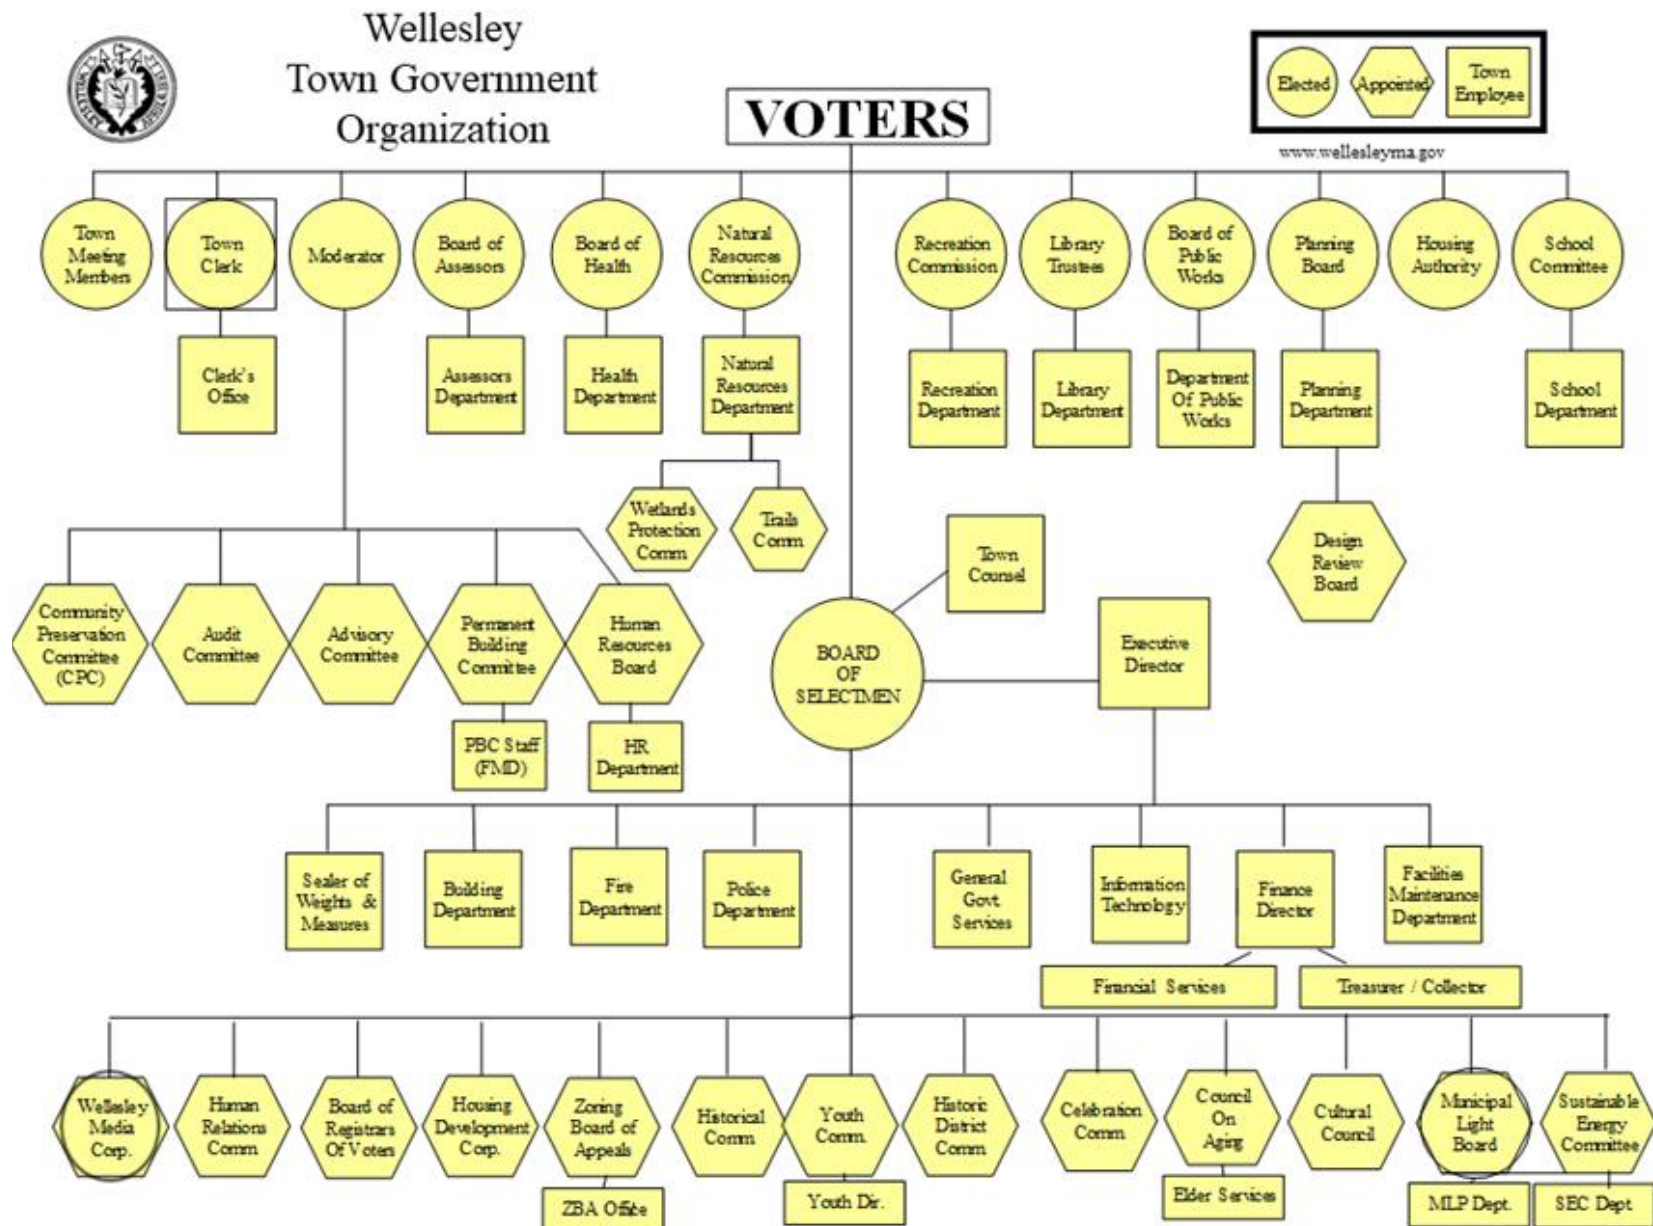 Wellesley
Town Government
Organization
VOTERS
Elected
Appointed
Town
Employee
www.wellesleyma.gov
Town
Meeting
Members
Town
Clerk
Moderator
Board of
Assessors
Board of
Health
Natural
Resources
Commission
Recreation
Commission
Library
Trustees
Board of
Public
Works
Planning
Board
Housing
Authority
School
Committee
Clerk's
Office
Assessors
Department
Health
Department
Natural
Resources
Department
Recreation
Department
Library
Department
Department
Of Public
Works
Planning
Department
School
Department
Wetlands
Protection
Comm.
Trails
Comm
Town
Counsel
Design
Review
Board
Community
Preservation
Committee
(CPC)
Audit
Committee
Advisory
Committee
Permanent
Building
Committee
Human
Resources
Board
BOARD
OF
SELECTMEN
Executive
Director
PBC Staff
(FMD)
HR
Department
Sealer of
Weights &
Measures
Building
Department
Fire
Department
Police
Department
General
Govt.
Services
Information
Technology
Finance
Director
Facilities
Maintenance
Department
Financial Services
Treasurer / Collector
Wellesley
Media
Corp.
Human
Relations
Comm.
Board of
Registrars
Of Voters
Housing
Development
Corp.
Zoning
Board of
Appeals
Historical
Comm.
Youth
Comm.
Historic
District
Comm.
Celebration
Comm.
Council
On
Aging
Cultural
Council
Municipal
Light
Board
Sustainable
Energy
Committee
ZBA Office
Youth Dir.
Elder Services
MLP Dept.
SEC Dept.